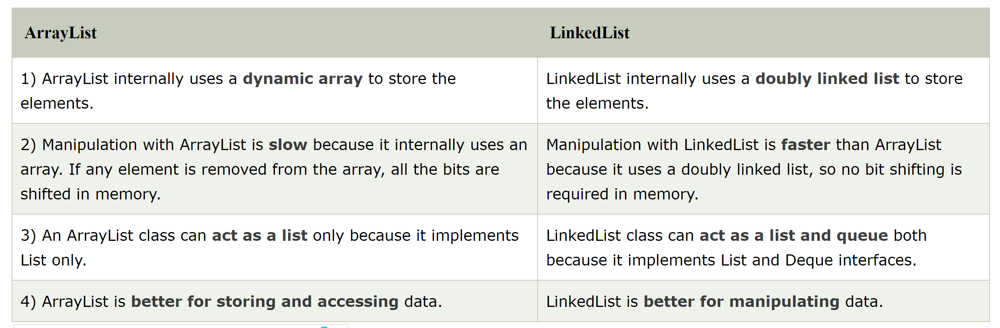 ArrayList
LinkedList
1) ArrayList internally uses a dynamic array to store the
elements.
LinkedList internally uses a doubly linked list to store
the elements.
2) Manipulation with ArrayList is slow because it internally uses an
array. If any element is removed from the array, all the bits are
shifted in memory.
Manipulation with LinkedList is faster than ArrayList
because it uses a doubly linked list, so no bit shifting is
required in memory.
3) An ArrayList class can act as a list only because it implements
List only.
LinkedList class can act as a list and queue both
because it implements List and Deque interfaces.
4) ArrayList is better for storing and accessing data.
LinkedList is better for manipulating data.